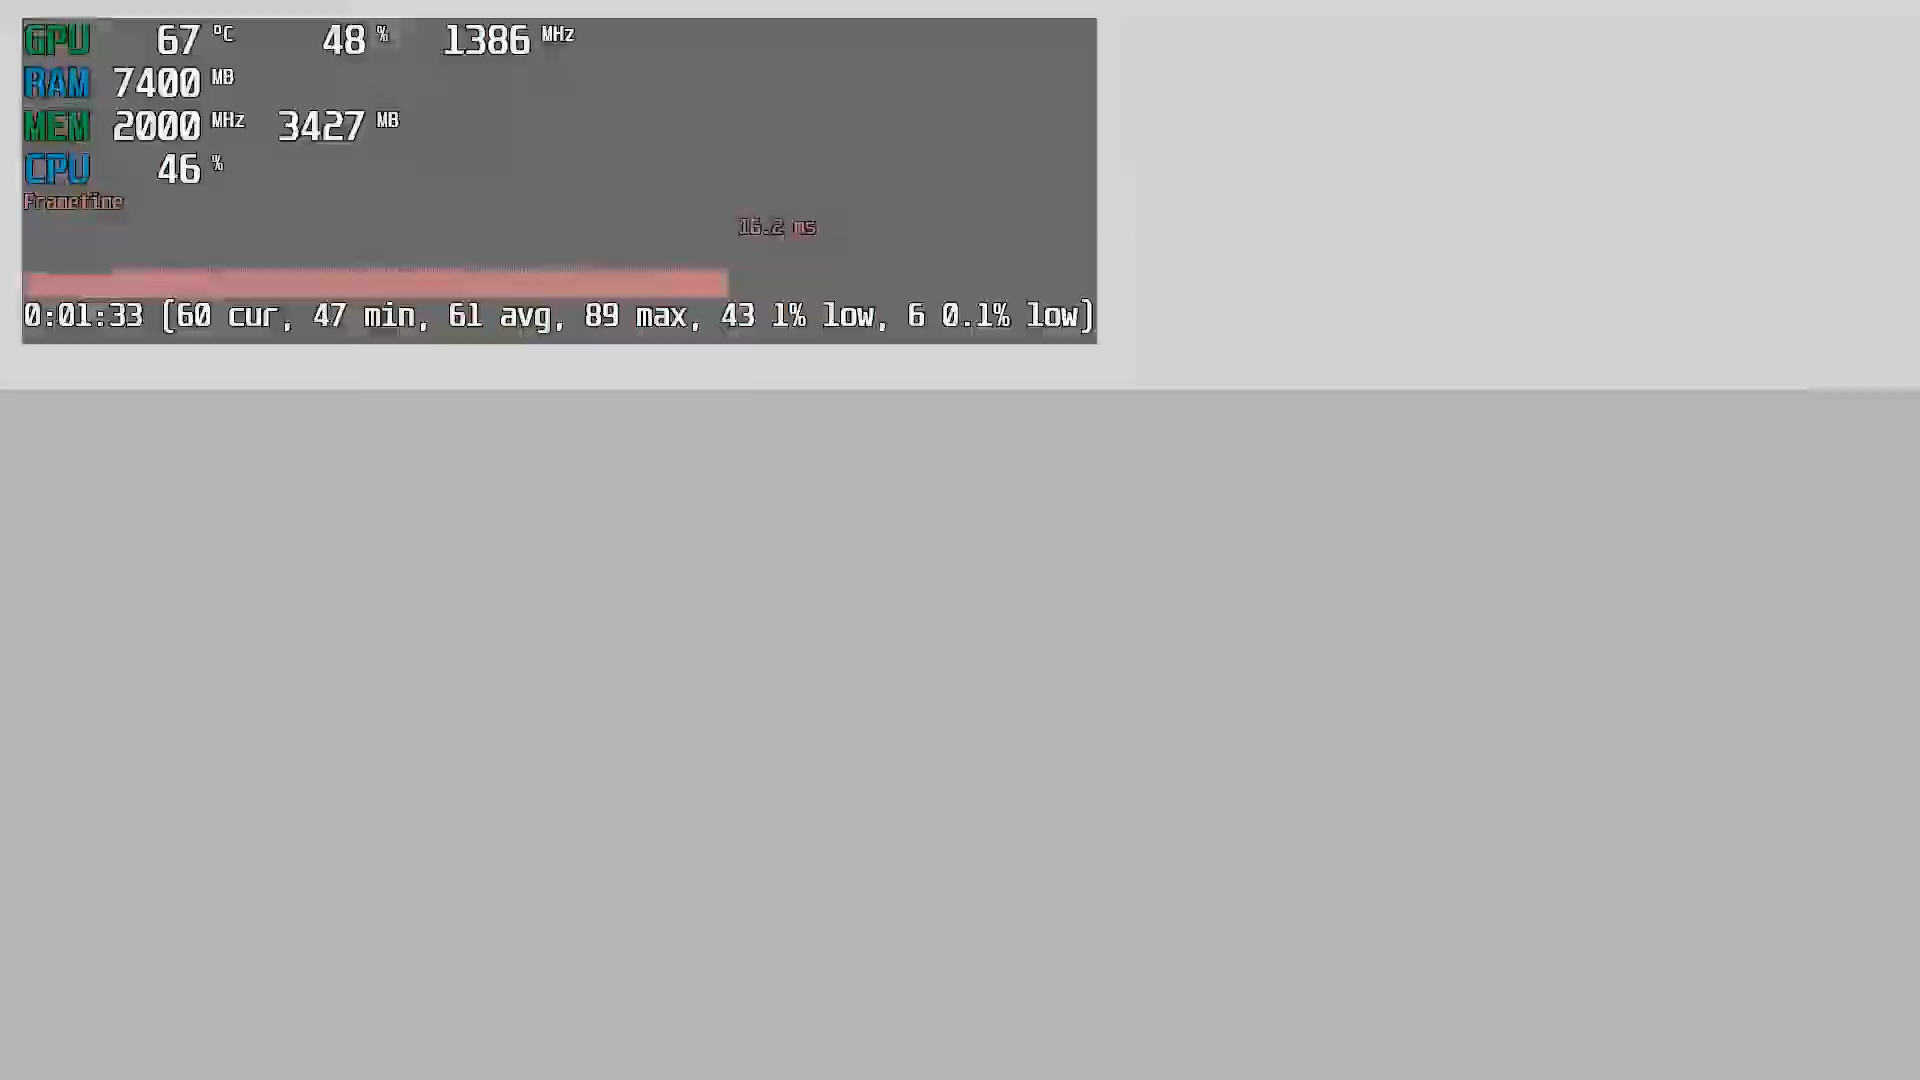 GPU 67 °C 48 % 1386 MHz
RAM 7400 MB
MEM 2000 MHz 3427 MB
CPU 46 %
Frametime
16.2 ms
0:01:33 [60 cur, 47 min, 61 avg, 89 max, 43 1% low, 6 0.1% low]